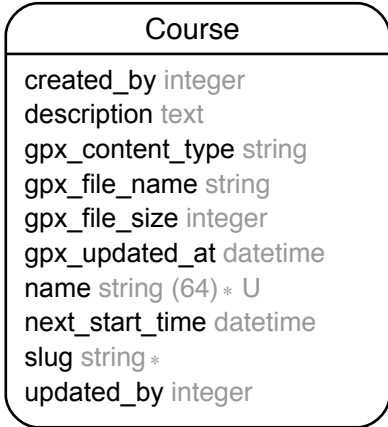 Course
created_by integer
description text
gpx_content_type string
gpx_file_name string
gpx_file_size integer
gpx_updated_at datetime
name string (64) ∗ U
next_start_time datetime
slug string ∗
updated_by integer